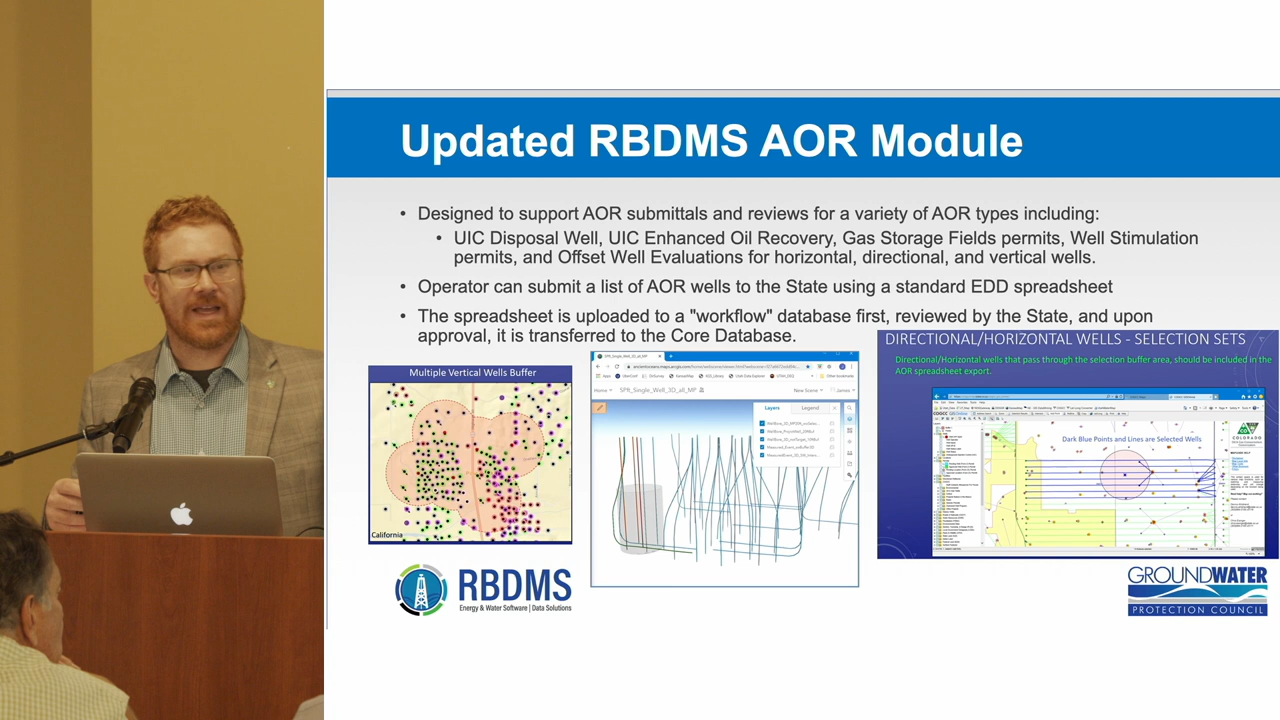 Updated RBDMS AOR Module
• Designed to support AOR submittals and reviews for a variety of AOR types including:
• UIC Disposal Well, UIC Enhanced Oil Recovery, Gas Storage Fields permits, Well Stimulation
permits, and Offset Well Evaluations for horizontal, directional, and vertical wells.
• Operator can submit a list of AOR wells to the State using a standard EDD spreadsheet
• The spreadsheet is uploaded to a "workflow" database first, reviewed by the State, and upon
approval, it is transferred to the Core Database.
Multiple Vertical Wells Buffer
California
SPR_Single_Well_3D_all_MP
Home
New Scene
Layers
Legend
DIRECTIONAL/HORIZONTAL WELLS - SELECTION SETS
Directional/Horizontal wells that pass through the selection buffer area, should be included in the
AOR spreadsheet export.
Dark Blue Points and Lines are Selected Wells
COLORADO
RBDMS
Energy & Water Software | Data Solutions
GROUNDWATER
PROTECTION COUNCIL